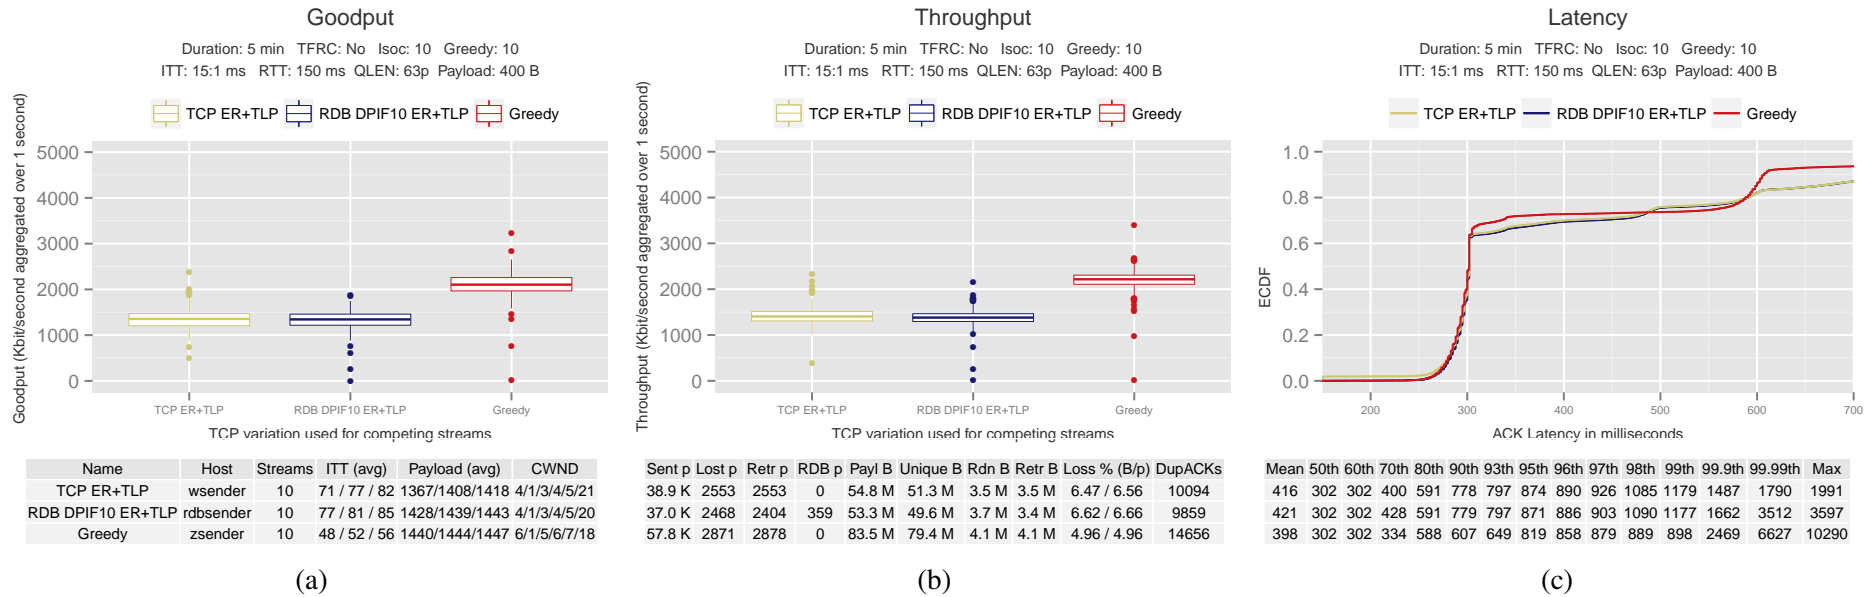 Goodput
Duration: 5 min TFRC: No Isoc: 10 Greedy: 10
ITT: 15:1 ms RTT: 150 ms QLEN: 63p Payload: 400 B
TCP ER+TLP RDB DPIF10 ER+TLP Greedy
Goodput (Kbit/second aggregated over 1 second)
5000
4000
3000
2000
1000
0
TCP ER+TLP RDB DPIF10 ER+TLP Greedy
TCP variation used for competing streams
Name Host Streams ITT (avg) Payload (avg) CWND
TCP ER+TLP wsender 10 71 / 77 / 82 1367/1408/1418 4/1/3/4/5/21
RDB DPIF10 ER+TLP rdbsender 10 77 / 81 / 85 1428/1439/1443 4/1/3/4/5/20
Greedy zsender 10 48 / 52 / 56 1440/1444/1447 6/1/5/6/7/18
(a)
Throughput
Duration: 5 min TFRC: No Isoc: 10 Greedy: 10
ITT: 15:1 ms RTT: 150 ms QLEN: 63p Payload: 400 B
TCP ER+TLP RDB DPIF10 ER+TLP Greedy
Throughput (Kbit/second aggregated over 1 second)
5000
4000
3000
2000
1000
0
TCP ER+TLP RDB DPIF10 ER+TLP Greedy
TCP variation used for competing streams
Sent p Lost p Retr p RDB p Payl B Unique B Rdn B Retr B Loss % (B/p) DupACKs
38.9 K 2553 2553 0 54.8 M 51.3 M 3.5 M 3.5 M 6.47 / 6.56 10094
37.0 K 2468 2404 359 53.3 M 49.6 M 3.7 M 3.4 M 6.62 / 6.66 9859
57.8 K 2871 2878 0 83.5 M 79.4 M 4.1 M 4.1 M 4.96 / 4.96 14656
(b)
Latency
Duration: 5 min TFRC: No Isoc: 10 Greedy: 10
ITT: 15:1 ms RTT: 150 ms QLEN: 63p Payload: 400 B
TCP ER+TLP RDB DPIF10 ER+TLP Greedy
ECDF
1.0
0.8
0.6
0.4
0.2
0.0
200 300 400 500 600 700
ACK Latency in milliseconds
Mean 50th 60th 70th 80th 90th 93th 95th 96th 97th 98th 99th 99.9th 99.99th Max
416 302 302 400 591 778 797 874 890 926 1085 1179 1487 1790 1991
421 302 302 428 591 779 797 871 886 903 1090 1177 1662 3512 3597
398 302 302 334 588 607 649 819 858 879 889 898 2469 6627 10290
(c)